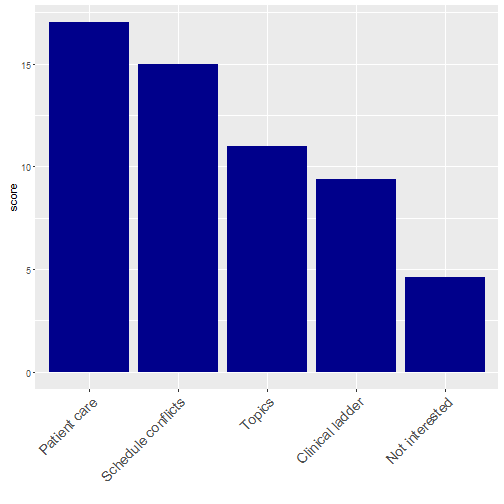 score
15
10
5
0
Patient care
Schedule conflicts
Topics
Clinical ladder
Not interested